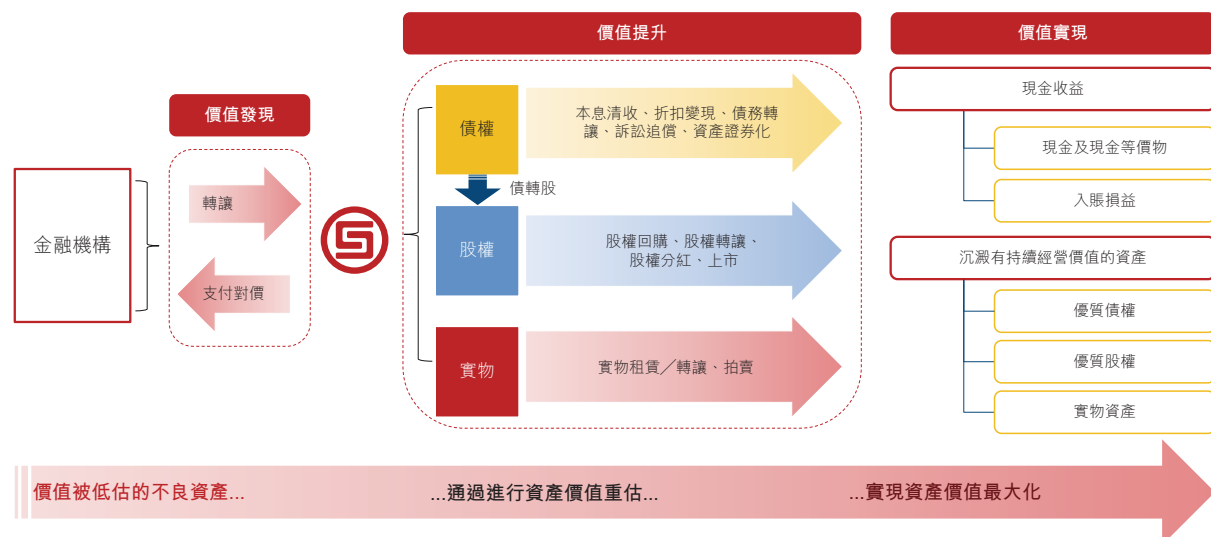 價值發現
金融機構
轉讓
支付對價
價值提升
債權
本息清收、折扣變現、債務轉
讓、訴訟追償、資產證券化
債轉股
股權
股權回購、股權轉讓、
股權分紅、上市
實物
實物租賃／轉讓、拍賣
價值實現
現金收益
現金及現金等價物
入賬損益
沉澱有持續經營價值的資產
優質債權
優質股權
實物資產
價值被低估的不良資產...
...通過進行資產價值重估...
...實現資產價值最大化